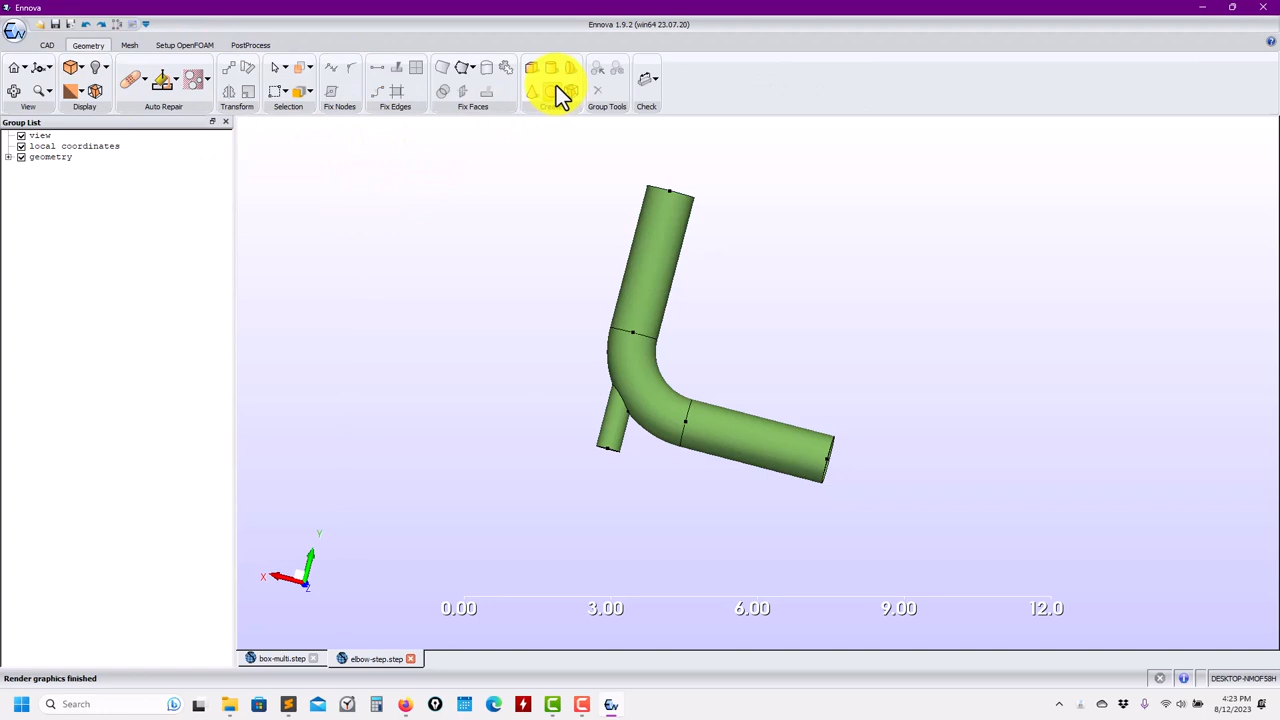 Ennova
Ennova 1.9.2 (win64 23.07.20)
CAD Geometry Mesh Setup OpenFOAM PostProcess
View Display Auto Repair Transform Selection Fix Nodes Fix Edges Fix Faces Group Tools Check
Group List
view
local coordinates
geometry
Y
X
Z
0.00 3.00 6.00 9.00 12.0
box-multi.step elbow-step.step
Render graphics finished
DESKTOP-NMOF58H
Search
4:23 PM
8/12/2023